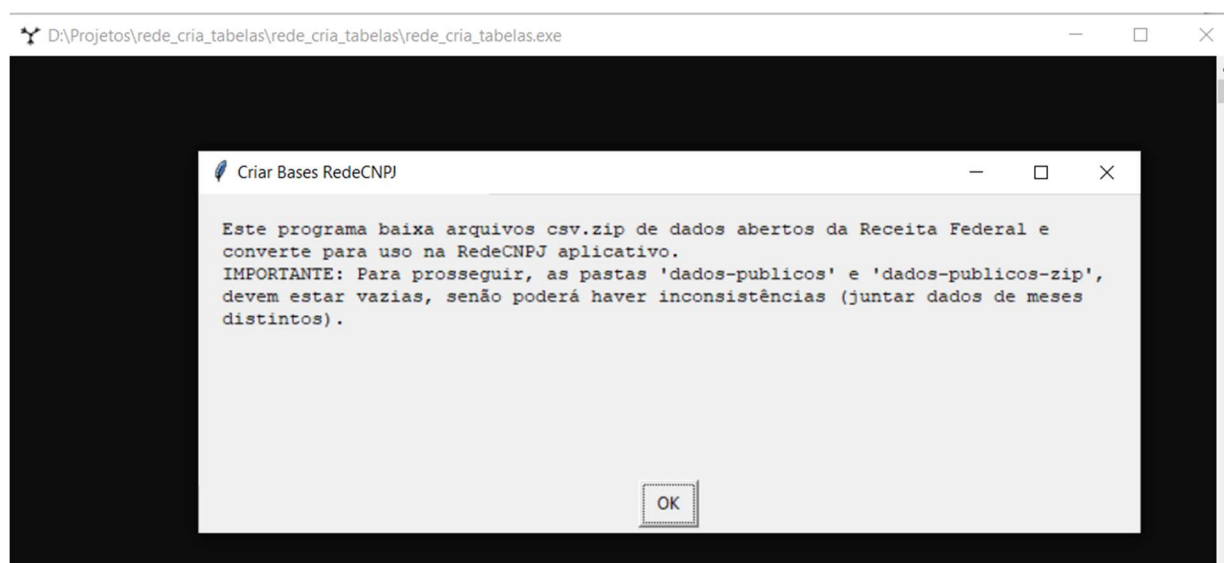 D:\Projetos\rede_cria_tabelas\rede_cria_tabelas\rede_cria_tabelas.exe
Criar Bases RedeCNPJ
Este programa baixa arquivos csv.zip de dados abertos da Receita Federal e
converte para uso na RedeCNPJ aplicativo.
IMPORTANTE: Para prosseguir, as pastas 'dados-publicos' e 'dados-publicos-zip',
devem estar vazias, senão poderá haver inconsistências (juntar dados de meses
distintos).
OK